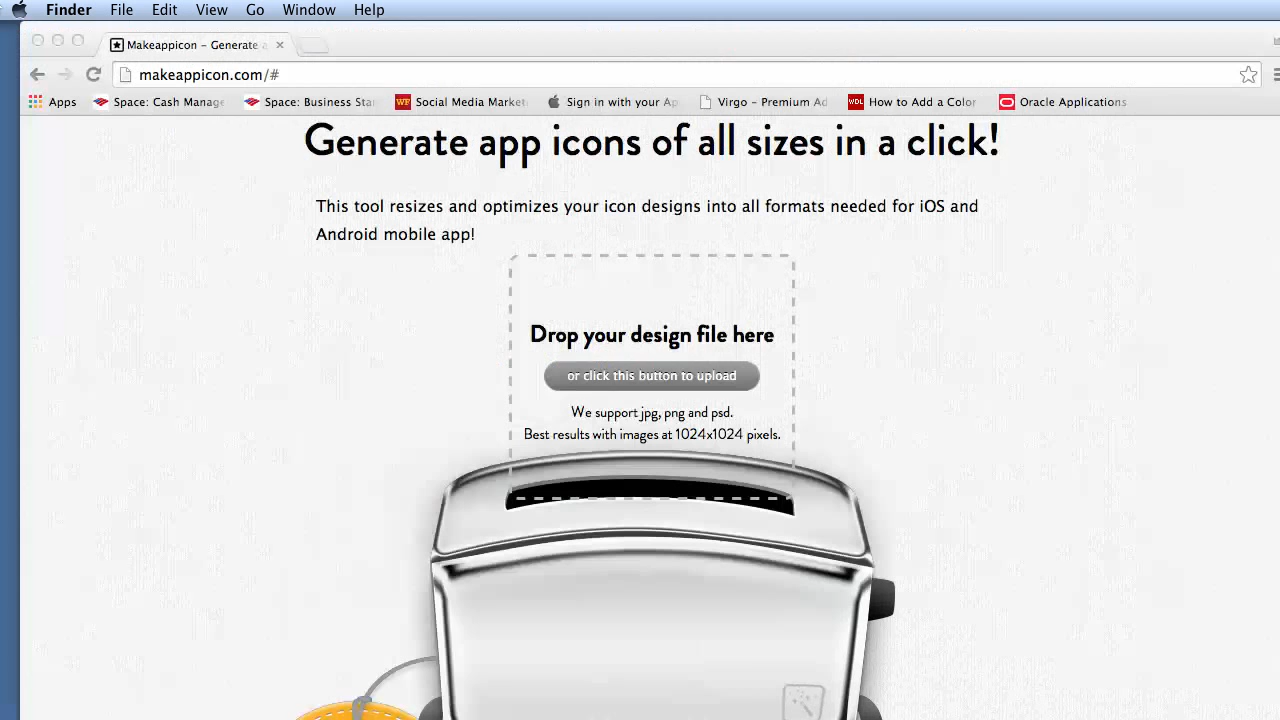 Finder File Edit View Go Window Help
Makeappicon – Generate a
makeappicon.com/#
Apps Space: Cash Manage Space: Business Sta WF Social Media Market Sign in with your Ap Virgo – Premium Ad WDL How to Add a Color Oracle Applications
Generate app icons of all sizes in a click!
This tool resizes and optimizes your icon designs into all formats needed for iOS and
Android mobile app!
Drop your design file here
or click this button to upload
We support jpg, png and psd.
Best results with images at 1024x1024 pixels.